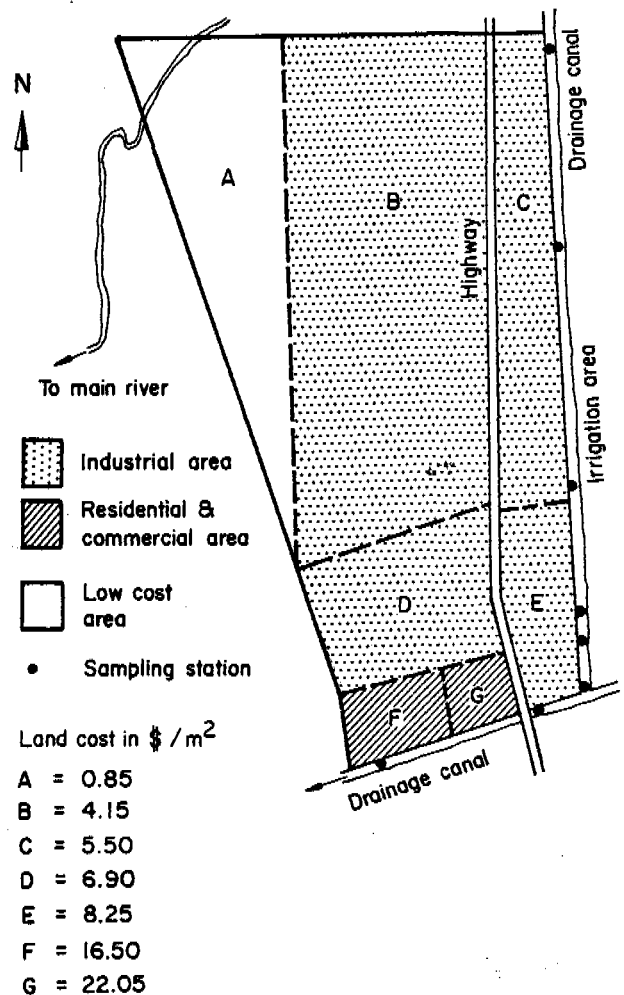 N
A
B
C
Drainage canal
Highway
Irrigation area
To main river
Industrial area
Residential &
commercial area
Low cost
area
Sampling station
D
E
F
G
Drainage canal
Land cost in $ / m²
A = 0.85
B = 4.15
C = 5.50
D = 6.90
E = 8.25
F = 16.50
G = 22.05